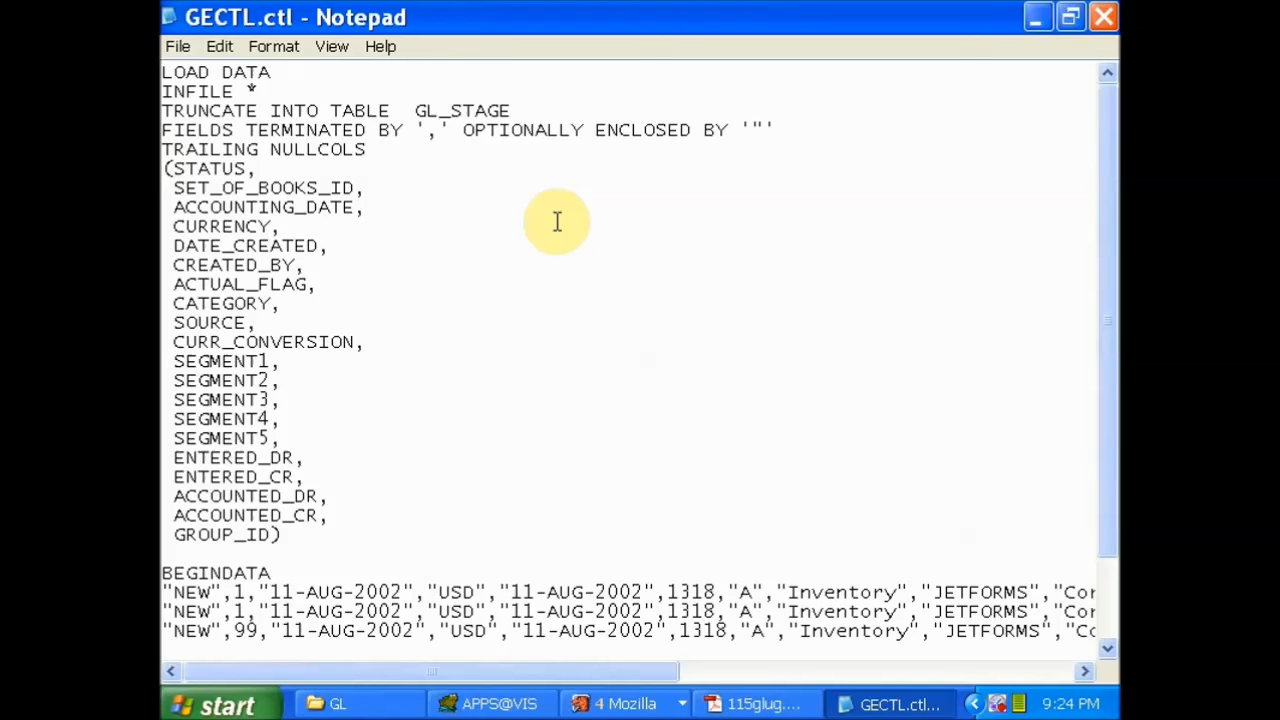 GECTL.ctl - Notepad
File Edit Format View Help
LOAD DATA
INFILE *
TRUNCATE INTO TABLE  GL_STAGE
FIELDS TERMINATED BY ',' OPTIONALLY ENCLOSED BY '"'
TRAILING NULLCOLS
(STATUS,
SET_OF_BOOKS_ID,
ACCOUNTING_DATE,
CURRENCY,
DATE_CREATED,
CREATED_BY,
ACTUAL_FLAG,
CATEGORY,
SOURCE,
CURR_CONVERSION,
SEGMENT1,
SEGMENT2,
SEGMENT3,
SEGMENT4,
SEGMENT5,
ENTERED_DR,
ENTERED_CR,
ACCOUNTED_DR,
ACCOUNTED_CR,
GROUP_ID)
BEGINDATA
"NEW",1,"11-AUG-2002","USD","11-AUG-2002",1318,"A","Inventory","JETFORMS","Cor
"NEW",1,"11-AUG-2002","USD","11-AUG-2002",1318,"A","Inventory","JETFORMS","Cor
"NEW",99,"11-AUG-2002","USD","11-AUG-2002",1318,"A","Inventory","JETFORMS","Co
start GL APPS@VIS 4 Mozilla 115glug.... GECTL.ctl... 9:24 PM